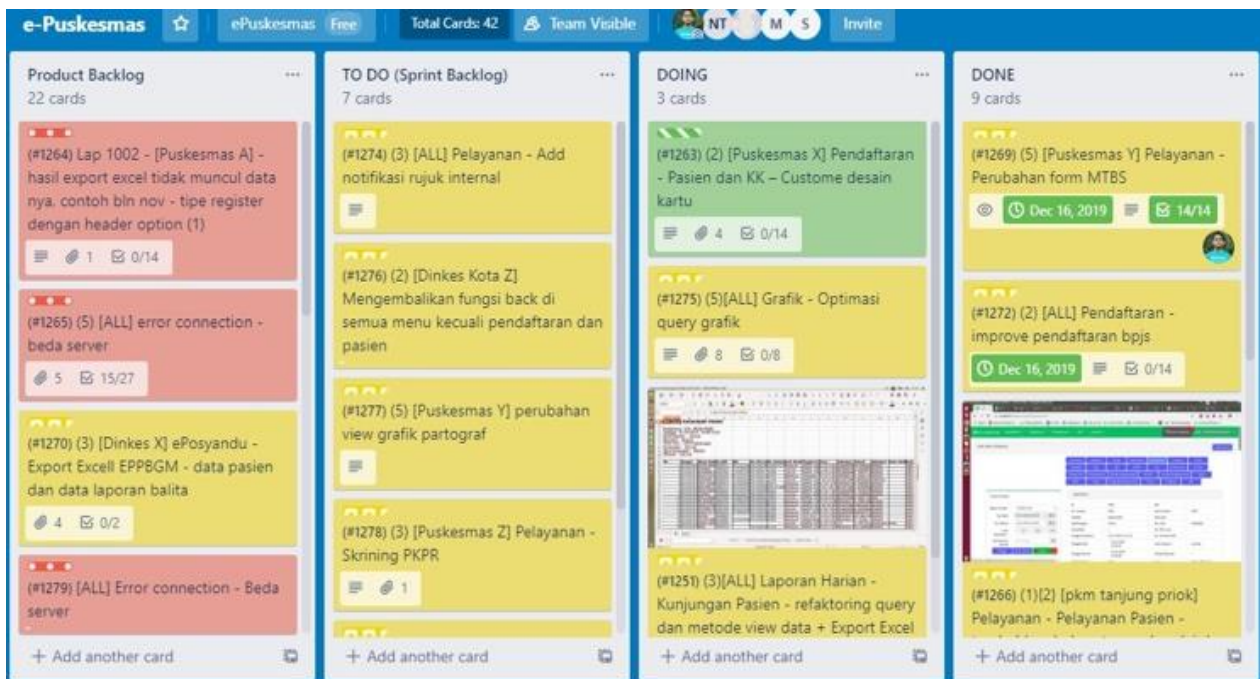 e-Puskesmas
ePuskesmas Free
Total Cards: 42
Team Visible
NT
M
S
Invite
Product Backlog
22 cards
(#1264) Lap 1002 - [Puskesmas A] -
hasil export excel tidak muncul data
nya. contoh bln nov - tipe register
dengan header option (1)
1 0/14
(#1265) (5) [ALL] error connection -
beda server
5 15/27
(#1270) (3) [Dinkes X] ePosyandu -
Export Excell EPPBGM - data pasien
dan data laporan balita
4 0/2
(#1279) [ALL] Error connection - Beda
server
+ Add another card
TO DO (Sprint Backlog)
7 cards
(#1274) (3) [ALL] Pelayanan - Add
notifikasi rujuk internal
(#1276) (2) [Dinkes Kota Z]
Mengembalikan fungsi back di
semua menu kecuali pendaftaran dan
pasien
(#1277) (5) [Puskesmas Y] perubahan
view grafik partograf
(#1278) (3) [Puskesmas Z] Pelayanan -
Skrining PKPR
1
+ Add another card
DOING
3 cards
(#1263) (2) [Puskesmas X] Pendaftaran
- Pasien dan KK – Custome desain
kartu
4 0/14
(#1275) (5)[ALL] Grafik - Optimasi
query grafik
8 0/8
(#1251) (3)[ALL] Laporan Harian -
Kunjungan Pasien - refaktoring query
dan metode view data + Export Excel
+ Add another card
DONE
9 cards
(#1269) (5) [Puskesmas Y] Pelayanan -
Perubahan form MTBS
Dec 16, 2019 14/14
(#1272) (2) [ALL] Pendaftaran -
improve pendaftaran bpjs
Dec 16, 2019 0/14
(#1266) (1)[2) [pkm tanjung priok]
Pelayanan - Pelayanan Pasien -
+ Add another card